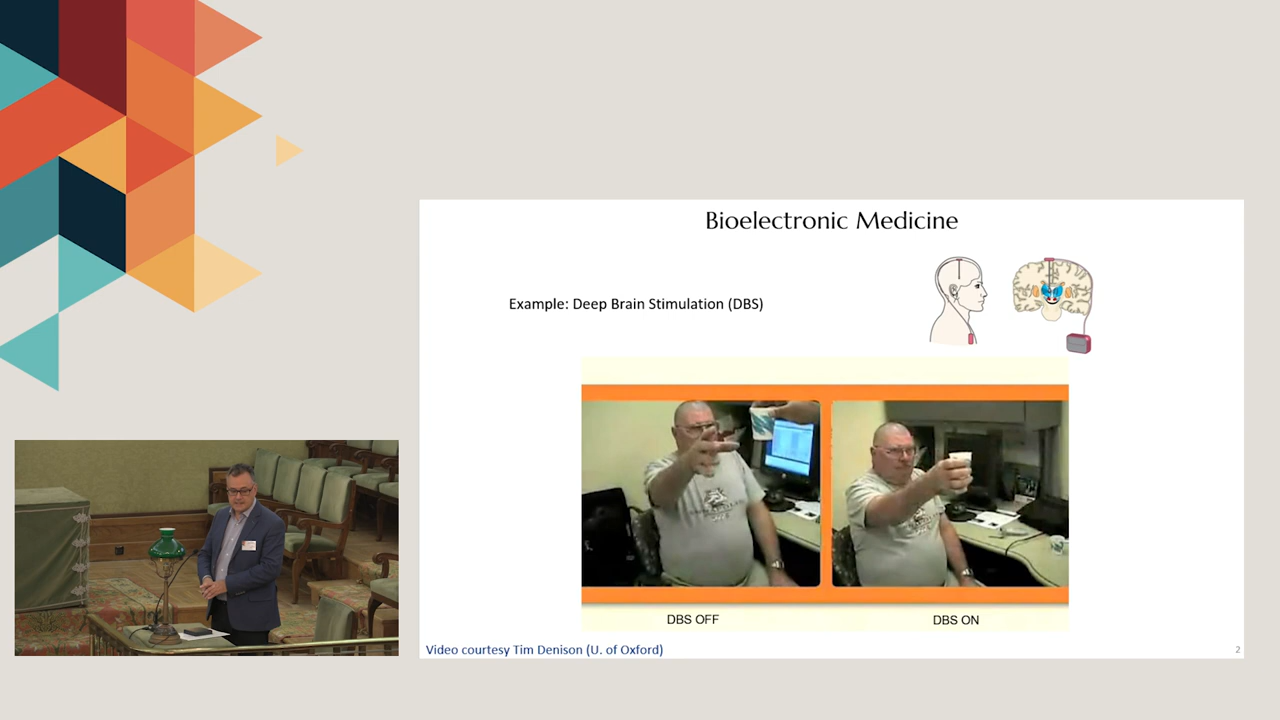 Bioelectronic Medicine
Example: Deep Brain Stimulation (DBS)
DBS OFF
DBS ON
Video courtesy Tim Denison (U. of Oxford)
2